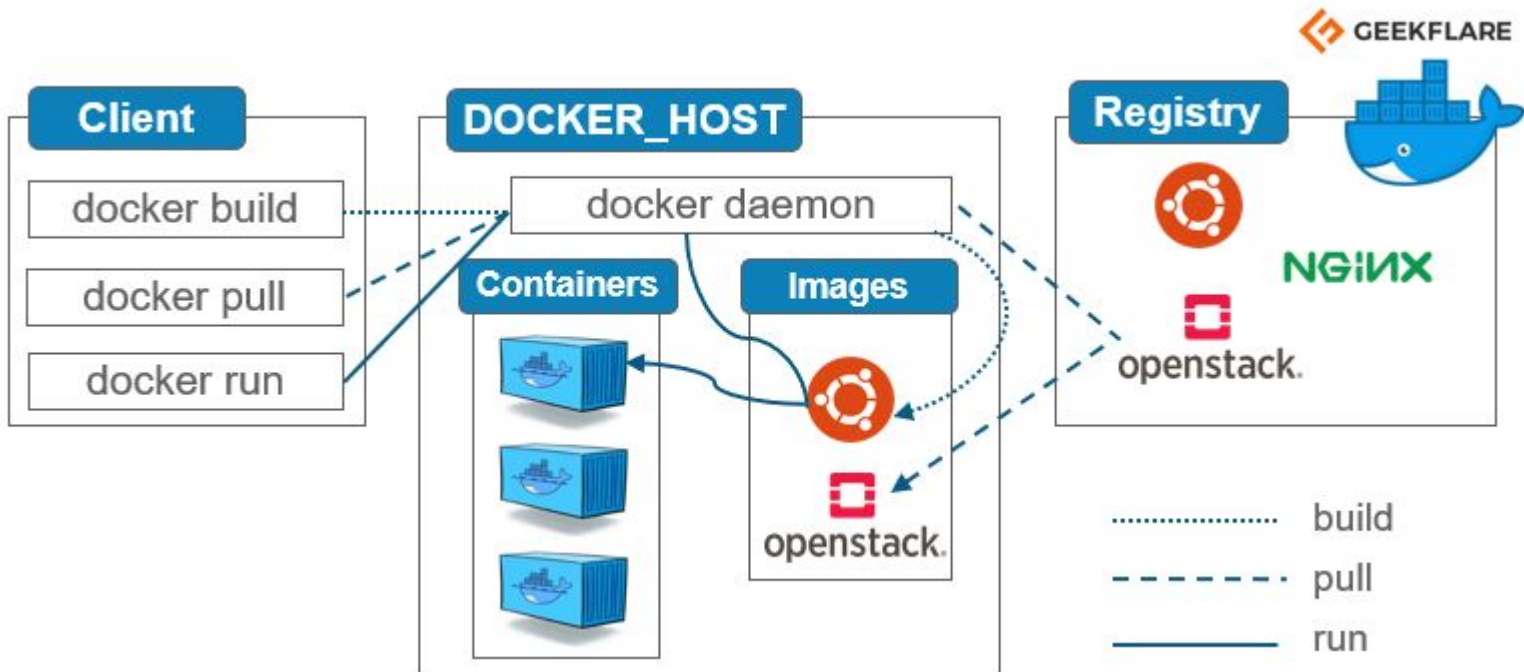 GEEKFLARE
Client
docker build
docker pull
docker run
DOCKER_HOST
docker daemon
Containers
Images
openstack.
Registry
NGINX
openstack.
build
pull
run